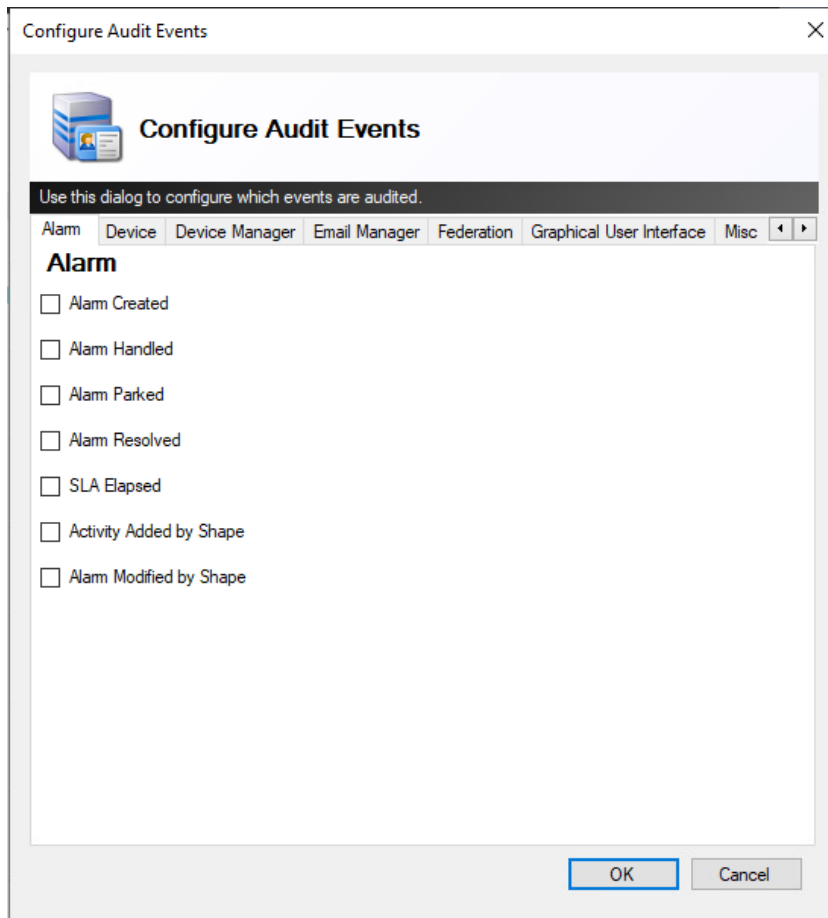 Configure Audit Events
Configure Audit Events
Use this dialog to configure which events are audited.
Alarm Device Device Manager Email Manager Federation Graphical User Interface Misc
Alarm
Alarm Created
Alarm Handled
Alarm Parked
Alarm Resolved
SLA Elapsed
Activity Added by Shape
Alarm Modified by Shape
OK Cancel